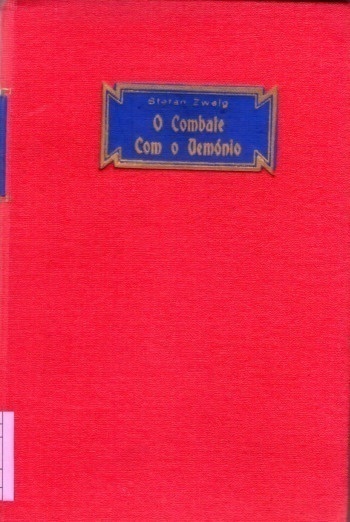 Stefan Zweig
O Combate
Com o Demónio